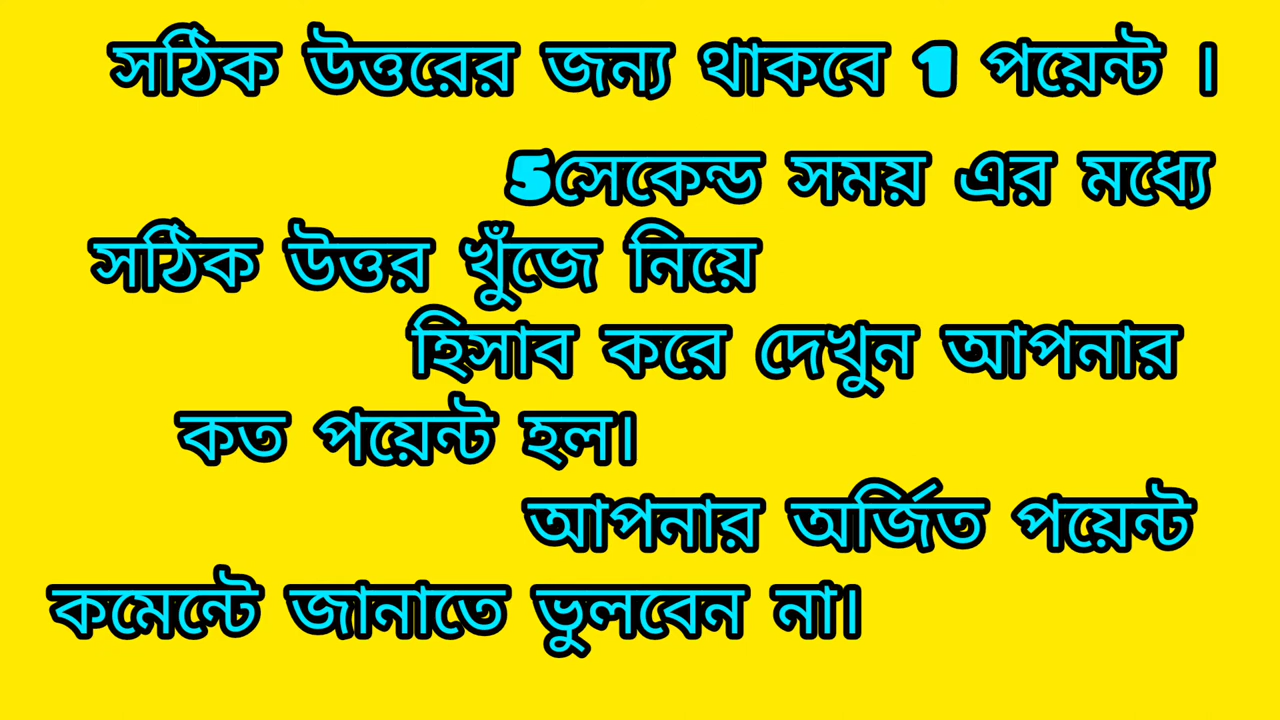 সঠিক উত্তরের জন্য থাকবে 1 পয়েন্ট ।
5সেকেন্ড সময় এর মধ্যে
সঠিক উত্তর খুঁজে নিয়ে
হিসাব করে দেখুন আপনার
কত পয়েন্ট হল।
আপনার অর্জিত পয়েন্ট
কমেন্টে জানাতে ভুলবেন না।